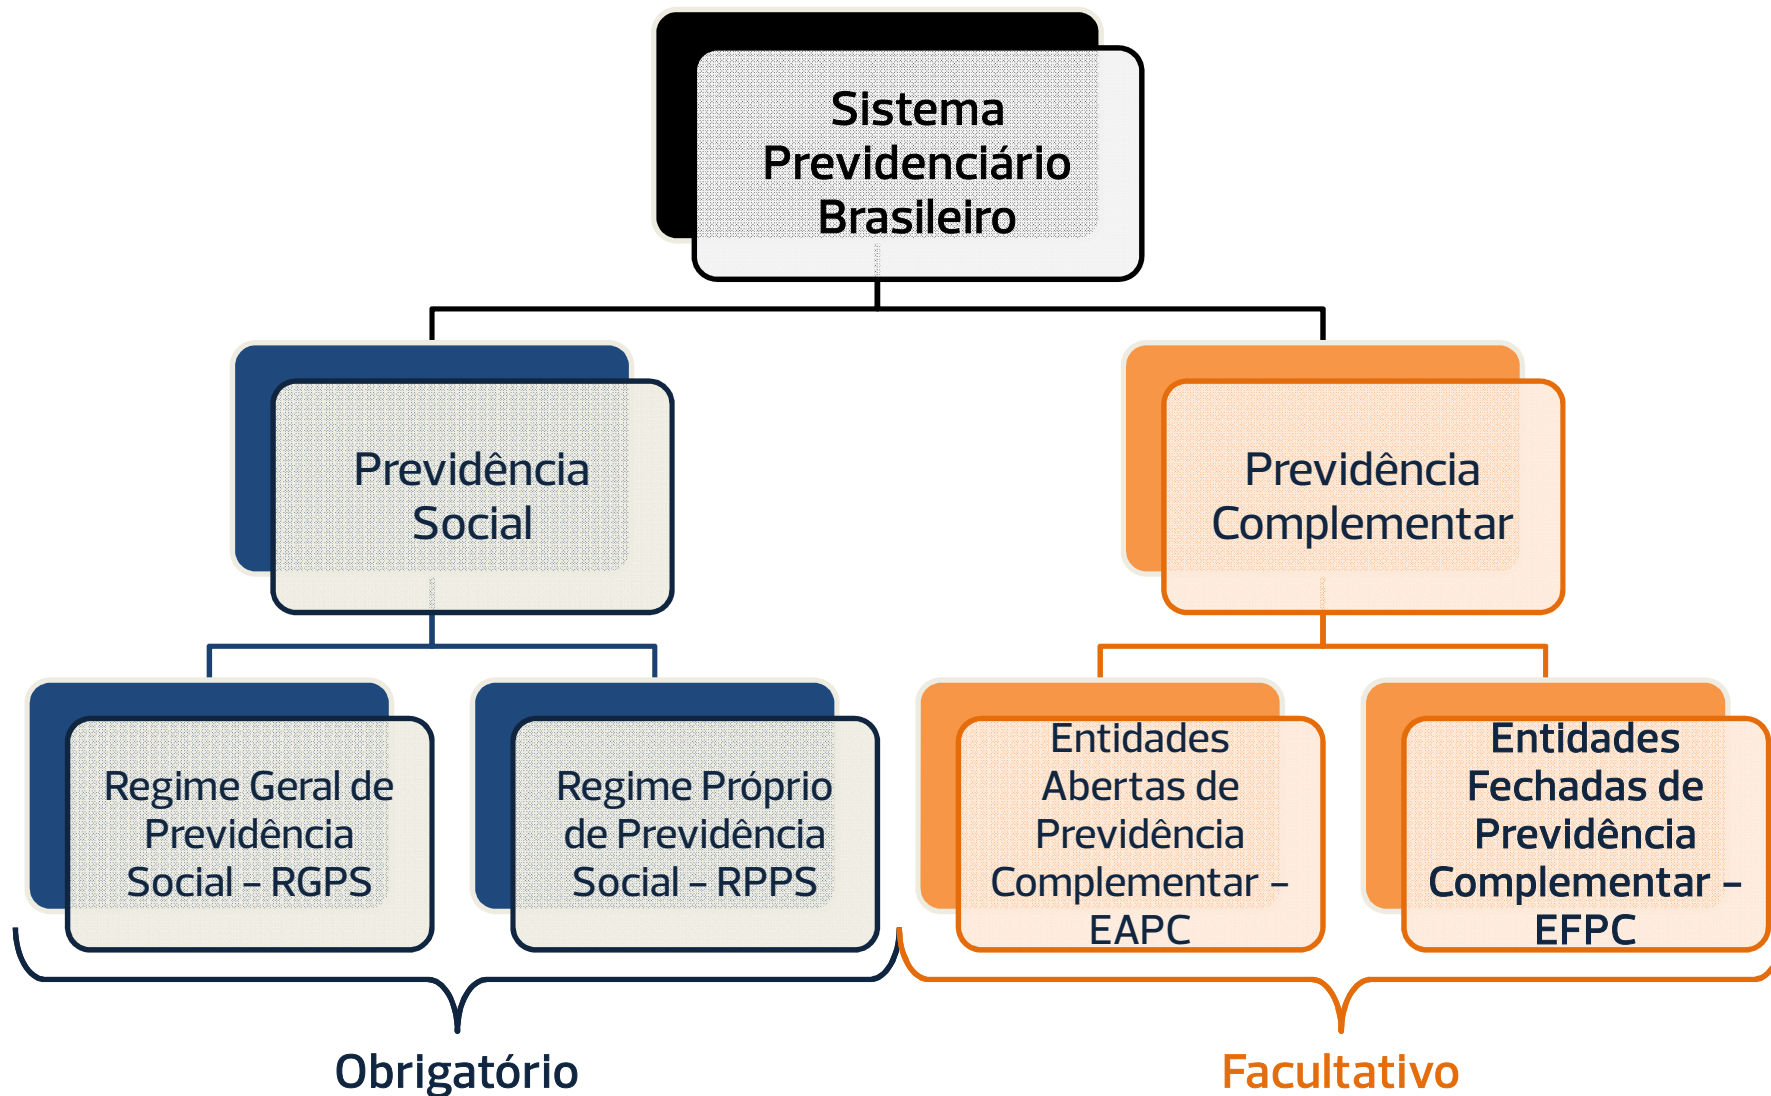 Sistema
Previdenciário
Brasileiro
Previdência
Social
Previdência
Complementar
Regime Geral de
Previdência
Social – RGPS
Regime Próprio
de Previdência
Social – RPPS
Entidades
Abertas de
Previdência
Complementar –
EAPC
Entidades
Fechadas de
Previdência
Complementar –
EFPC
Obrigatório
Facultativo